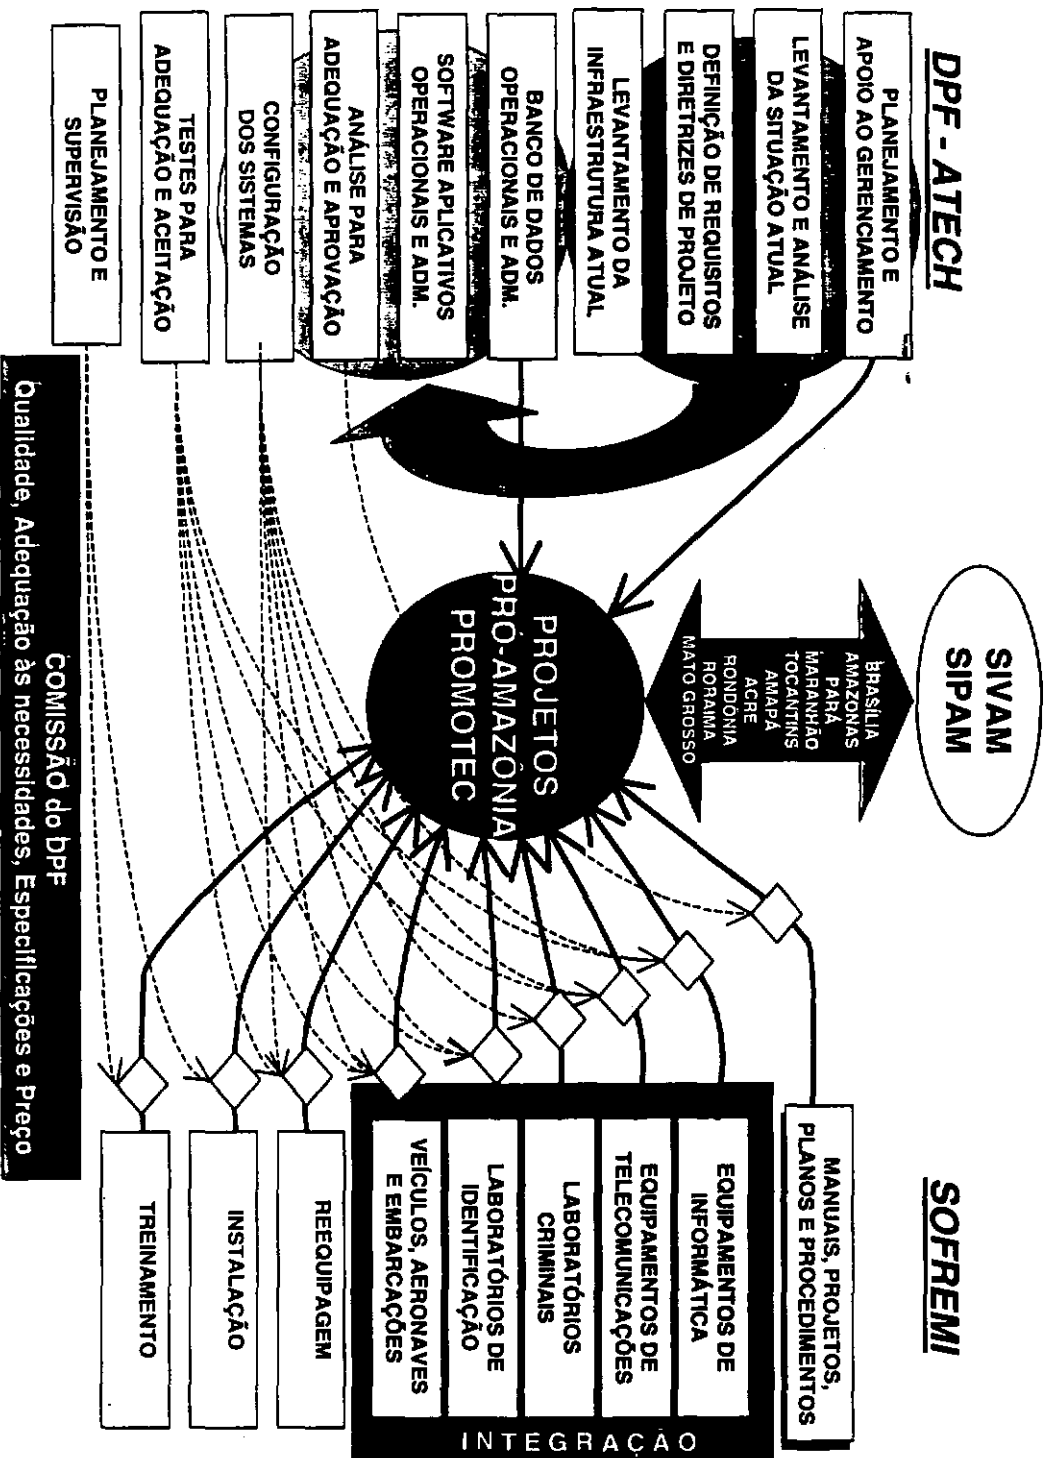 SIVAM
SIPAM
BRASÍLIA
AMAZONAS
PARÁ
MARANHÃO
TOCANTINS
AMAPÁ
ACRE
RONDÔNIA
RORAIMA
MATO GROSSO
DPF - ATECH
PLANEJAMENTO E
APOIO AO GERENCIAMENTO
LEVANTAMENTO E ANÁLISE
DA SITUAÇÃO ATUAL
DEFINIÇÃO DE REQUISITOS
E DIRETRIZES DE PROJETO
LEVANTAMENTO DA
INFRAESTRUTURA ATUAL
BANCO DE DADOS
OPERACIONAIS E ADM.
SOFTWARE APLICATIVOS
OPERACIONAIS E ADM.
ANÁLISE PARA
ADEQUAÇÃO E APROVAÇÃO
CONFIGURAÇÃO
DOS SISTEMAS
TESTES PARA
ADEQUAÇÃO E ACEITAÇÃO
PLANEJAMENTO E
SUPERVISÃO
PROJETOS
PRÓ-AMAZÔNIA
PROMOTEC
SOFREMI
MANUAIS, PROJETOS,
PLANOS E PROCEDIMENTOS
EQUIPAMENTOS DE
INFORMÁTICA
EQUIPAMENTOS DE
TELECOMUNICAÇÕES
LABORATÓRIOS
CRIMINAIS
LABORATÓRIOS DE
IDENTIFICAÇÃO
VEÍCULOS, AERONAVES
E EMBARCAÇÕES
INTEGRAÇÃO
REEQUIPAGEM
INSTALAÇÃO
TREINAMENTO
COMISSÃO do DPF
Qualidade, Adequação às necessidades, Especificações e Preço